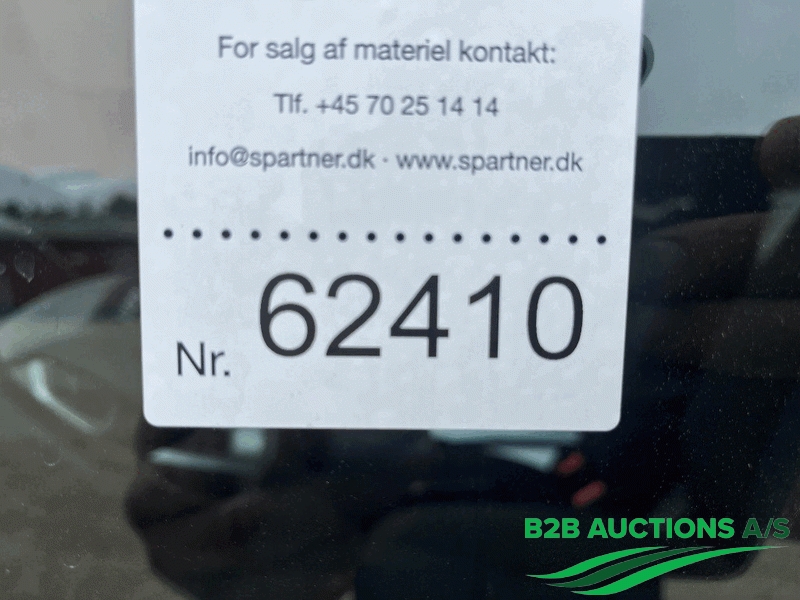 For salg af materiel kontakt:
Tlf. +45 70 25 14 14
info@spartner.dk · www.spartner.dk
Nr. 62410
B2B AUCTIONS A/S